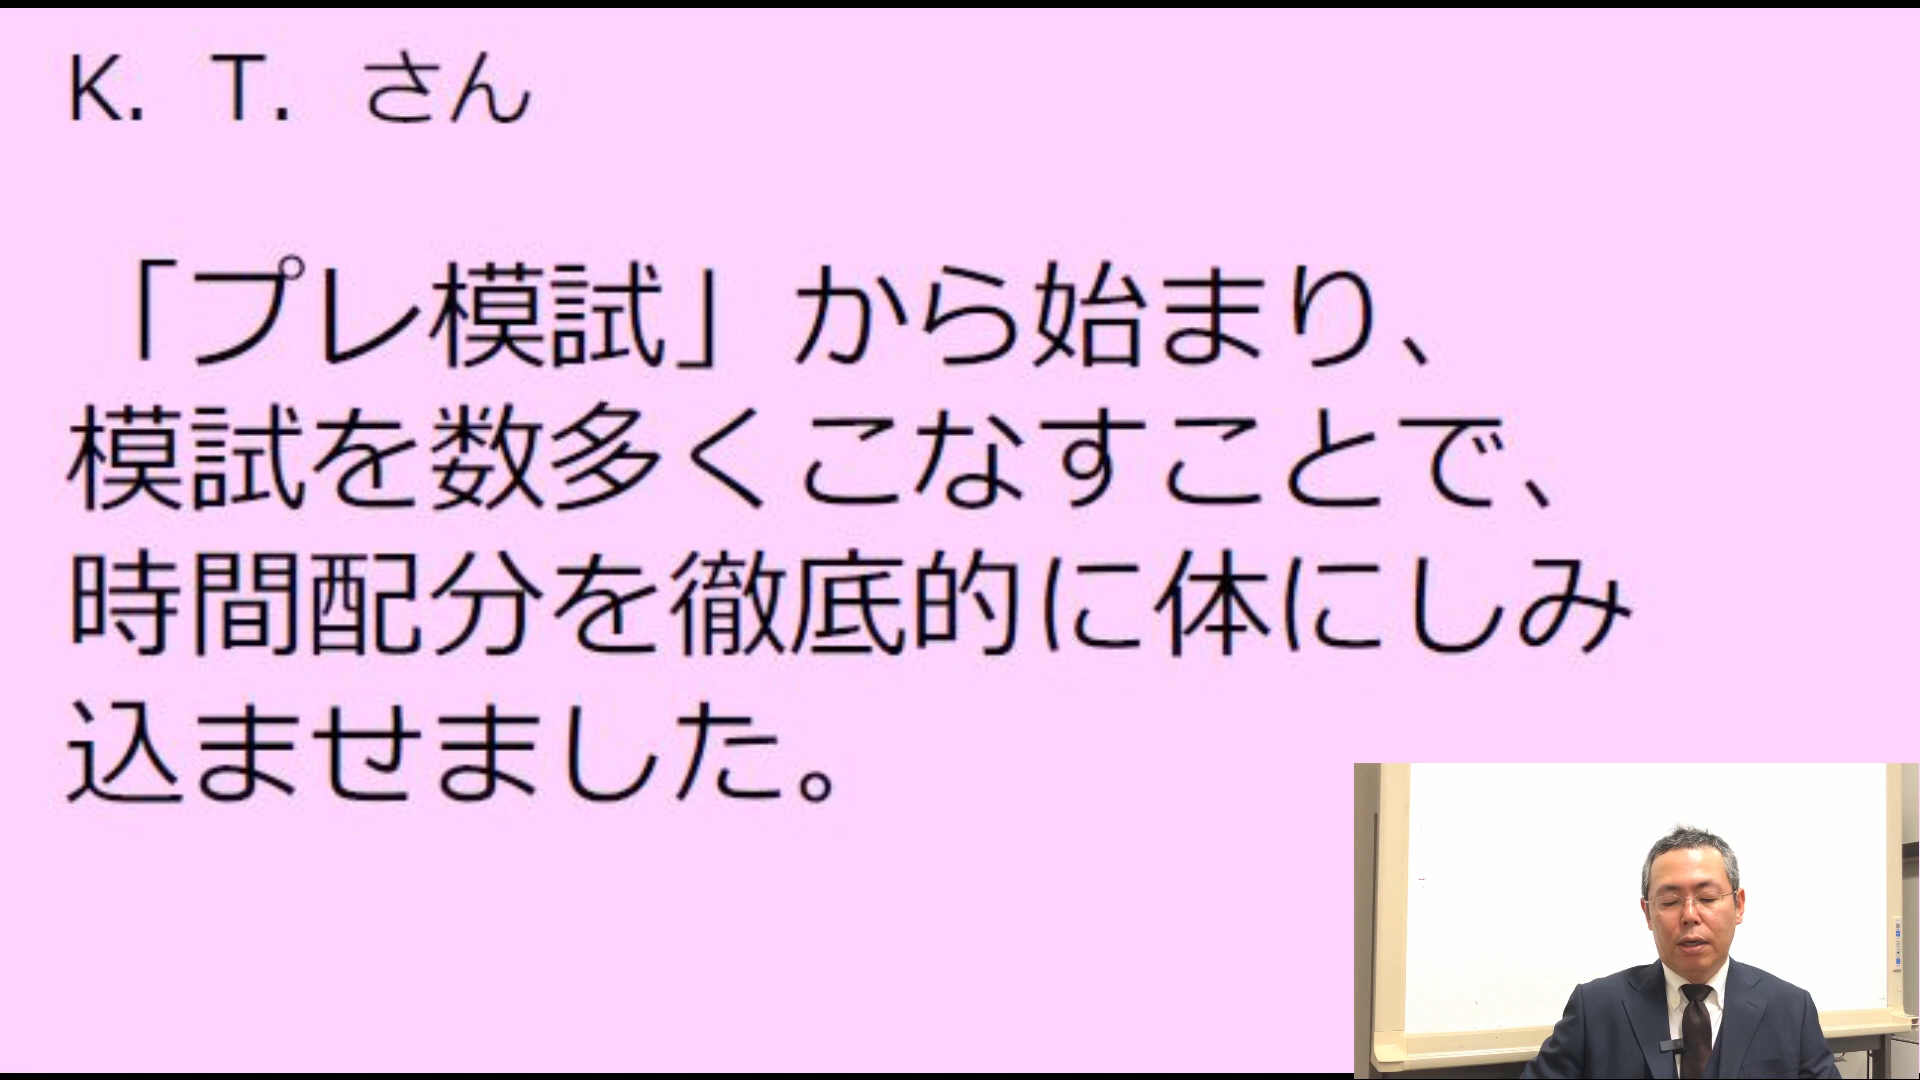 K. T. さん
「プレ模試」から始まり、
模試を数多くこなすことで、
時間配分を徹底的に体にしみ
込ませました。